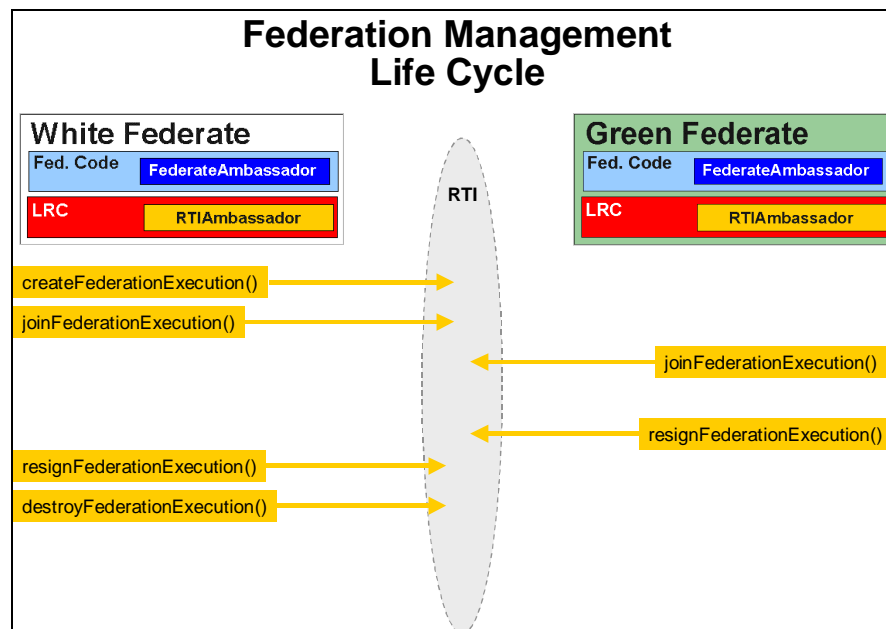 Federation Management
Life Cycle
White Federate
Fed. Code
FederateAmbassador
LRC
RTIAmbassador
Green Federate
Fed. Code
FederateAmbassador
LRC
RTIAmbassador
RTI
createFederationExecution()
joinFederationExecution()
joinFederationExecution()
resignFederationExecution()
resignFederationExecution()
destroyFederationExecution()